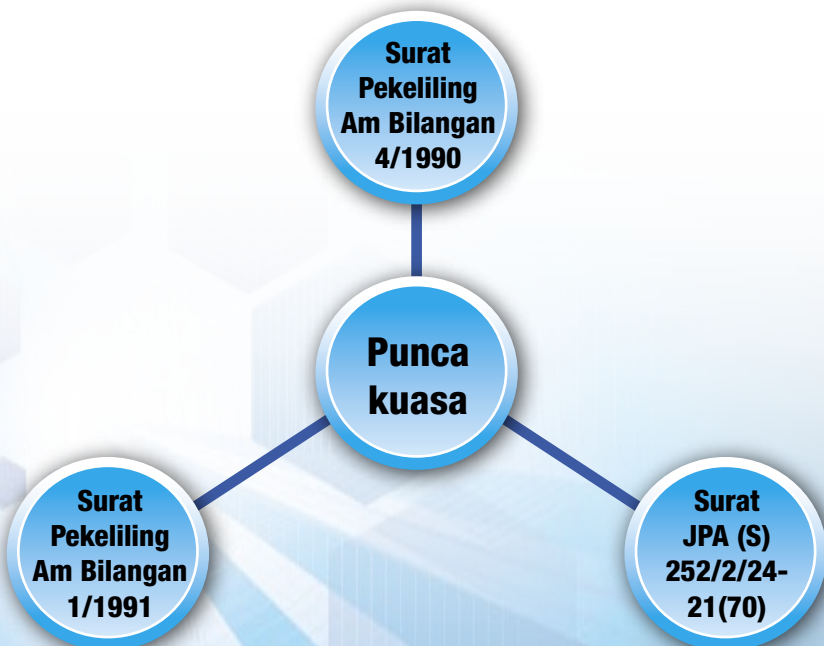 Surat
Pekeliling
Am Bilangan
4/1990
Punca
kuasa
Surat
Pekeliling
Am Bilangan
1/1991
Surat
JPA (S)
252/2/24-
21(70)